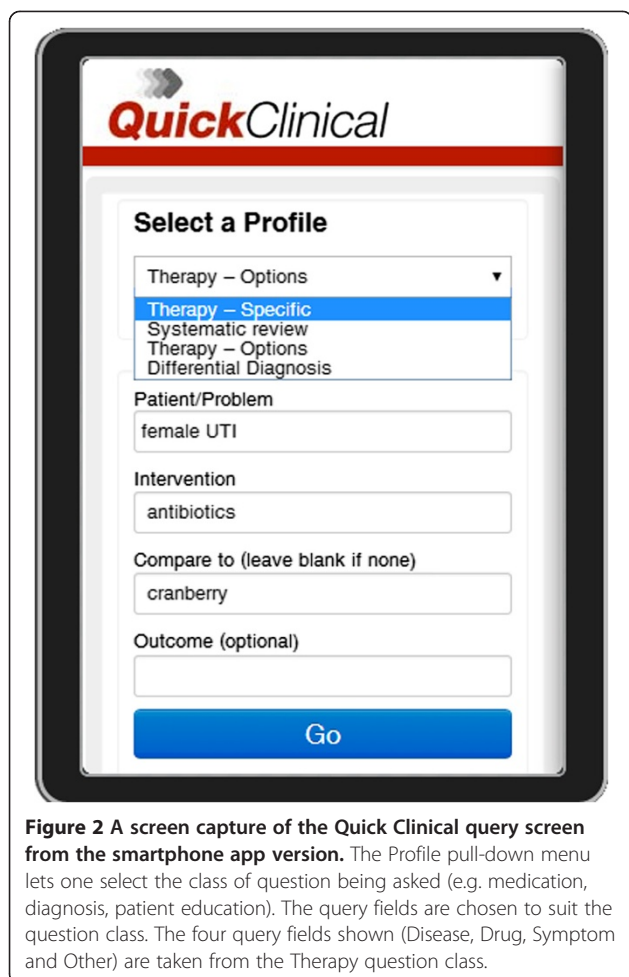 QuickClinical
Select a Profile
Therapy – Options
Therapy – Specific
Systematic review
Therapy – Options
Differential Diagnosis
Patient/Problem
female UTI
Intervention
antibiotics
Compare to (leave blank if none)
cranberry
Outcome (optional)
Go
Figure 2 A screen capture of the Quick Clinical query screen
from the smartphone app version. The Profile pull-down menu
lets one select the class of question being asked (e.g. medication,
diagnosis, patient education). The query fields are chosen to suit the
question class. The four query fields shown (Disease, Drug, Symptom
and Other) are taken from the Therapy question class.